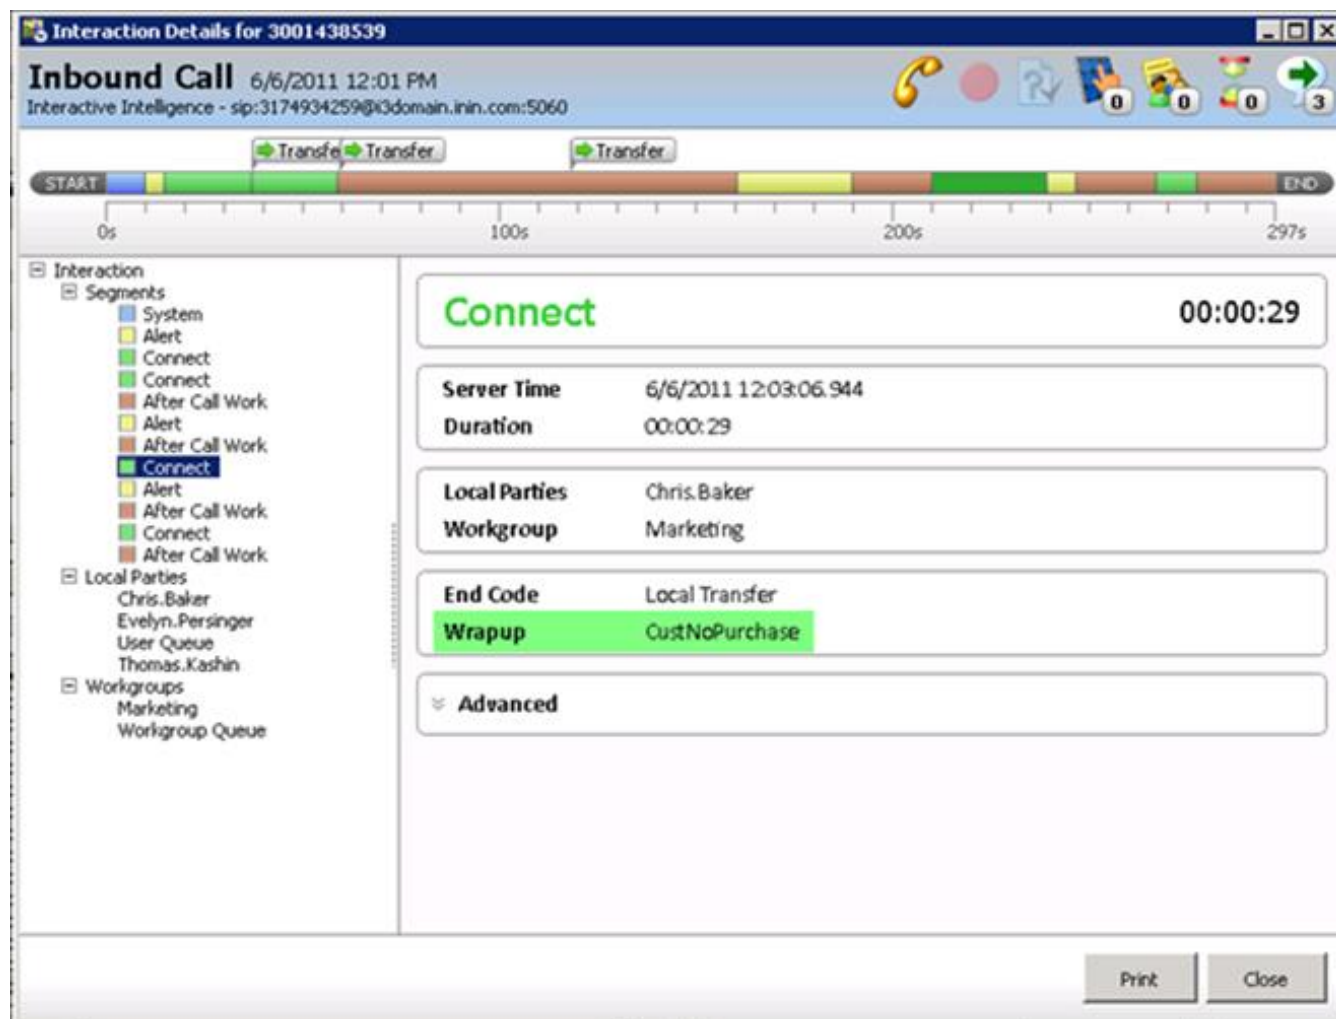 Interaction Details for 3001438539
Inbound Call 6/6/2011 12:01 PM
Interactive Intelligence - sip:3174934259@i3domain.inin.com:5060
0 0 0 3
Transfe Transfer Transfer
START END
0s 100s 200s 297s
Interaction
Segments
System
Alert
Connect
Connect
After Call Work
Alert
After Call Work
Connect
Alert
After Call Work
Connect
After Call Work
Local Parties
Chris.Baker
Evelyn.Persinger
User Queue
Thomas.Kashin
Workgroups
Marketing
Workgroup Queue
Connect 00:00:29
Server Time 6/6/2011 12:03:06.944
Duration 00:00:29
Local Parties Chris.Baker
Workgroup Marketing
End Code Local Transfer
Wrapup CustNoPurchase
Advanced
Print Close